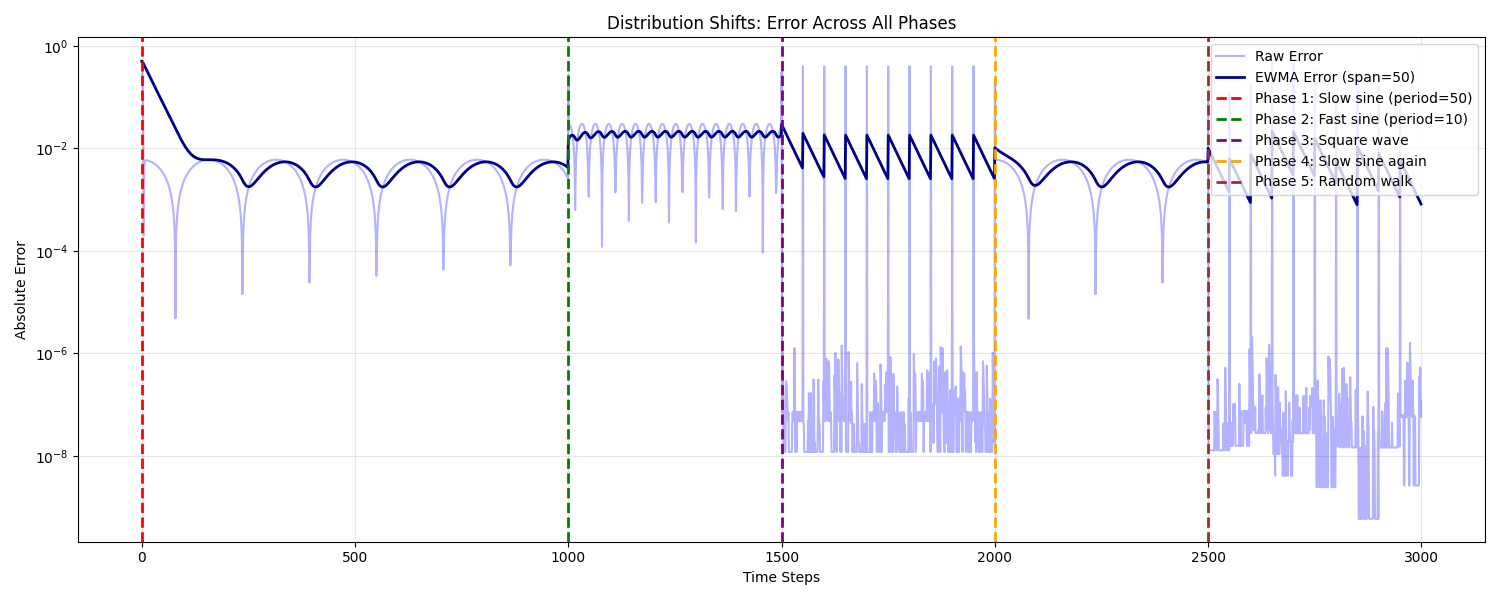 Distribution Shifts: Error Across All Phases
Absolute Error
10⁰
10⁻²
10⁻⁴
10⁻⁶
10⁻⁸
Raw Error
EWMA Error (span=50)
Phase 1: Slow sine (period=50)
Phase 2: Fast sine (period=10)
Phase 3: Square wave
Phase 4: Slow sine again
Phase 5: Random walk
0 500 1000 1500 2000 2500 3000
Time Steps